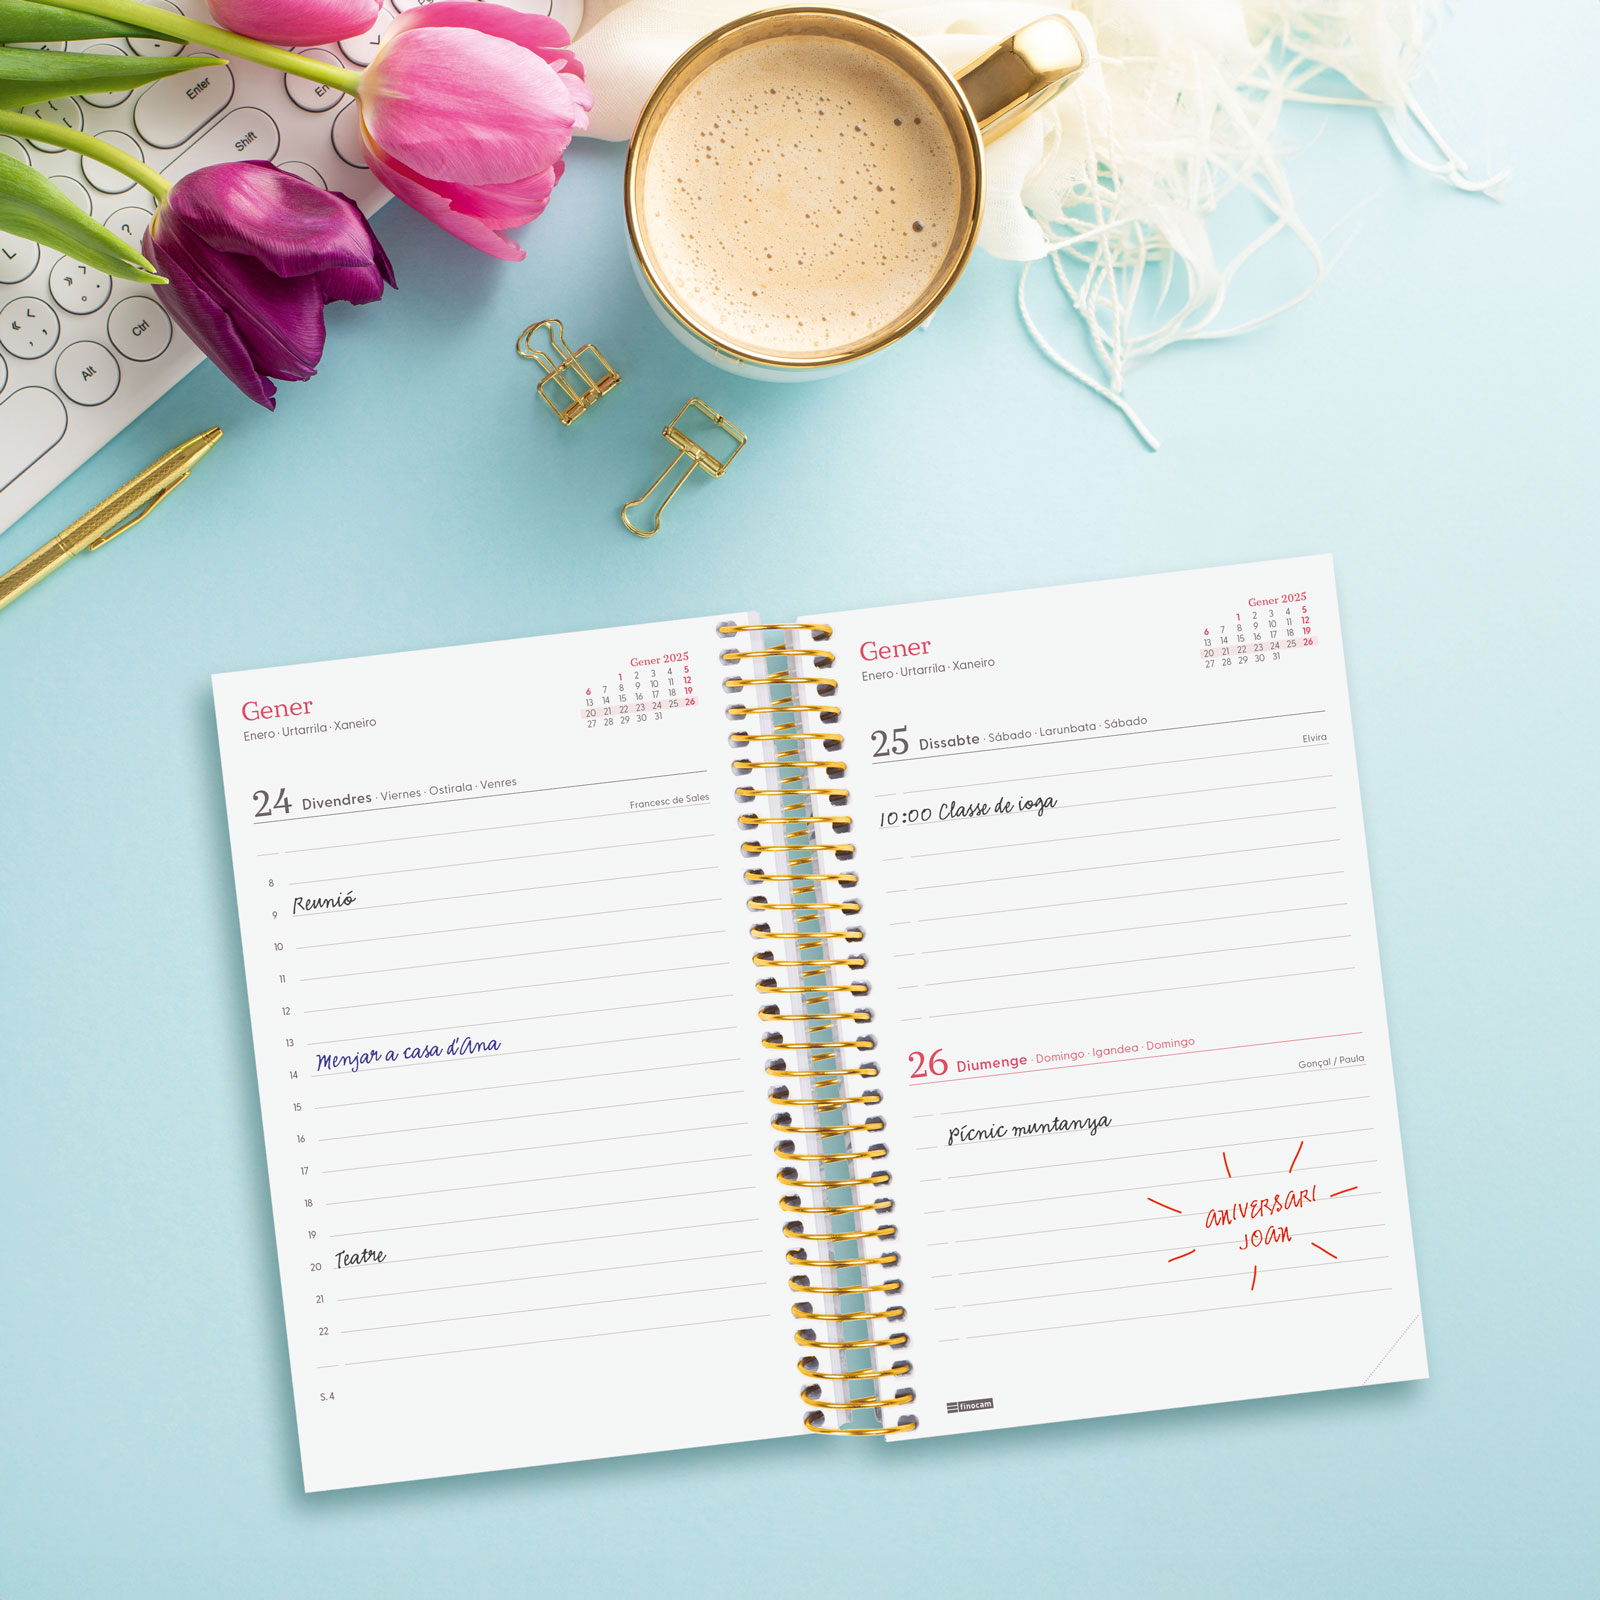 Enter
En
Shift
?
L
Ctrl
Alt
Gener
Enero · Urtarrila · Xaneiro
Gener 2025
1 2 3 4 5
6 7 8 9 10 11 12
13 14 15 16 17 18 19
20 21 22 23 24 25 26
27 28 29 30 31
24 Divendres · Viernes · Ostirala · Venres
Francesc de Sales
8
9 Reunió
10
11
12
13
14 Menjar a casa d'Ana
15
16
17
18
19
20 Teatre
21
22
S. 4
Gener
Enero · Urtarrila · Xaneiro
Gener 2025
1 2 3 4 5
6 7 8 9 10 11 12
13 14 15 16 17 18 19
20 21 22 23 24 25 26
27 28 29 30 31
25 Dissabte · Sábado · Larunbata · Sábado
Elvira
10:00 Classe de ioga
26 Diumenge · Domingo · Igandea · Domingo
Gonçal / Paula
Pícnic muntanya
ANIVERSARI
JOAN
finocam